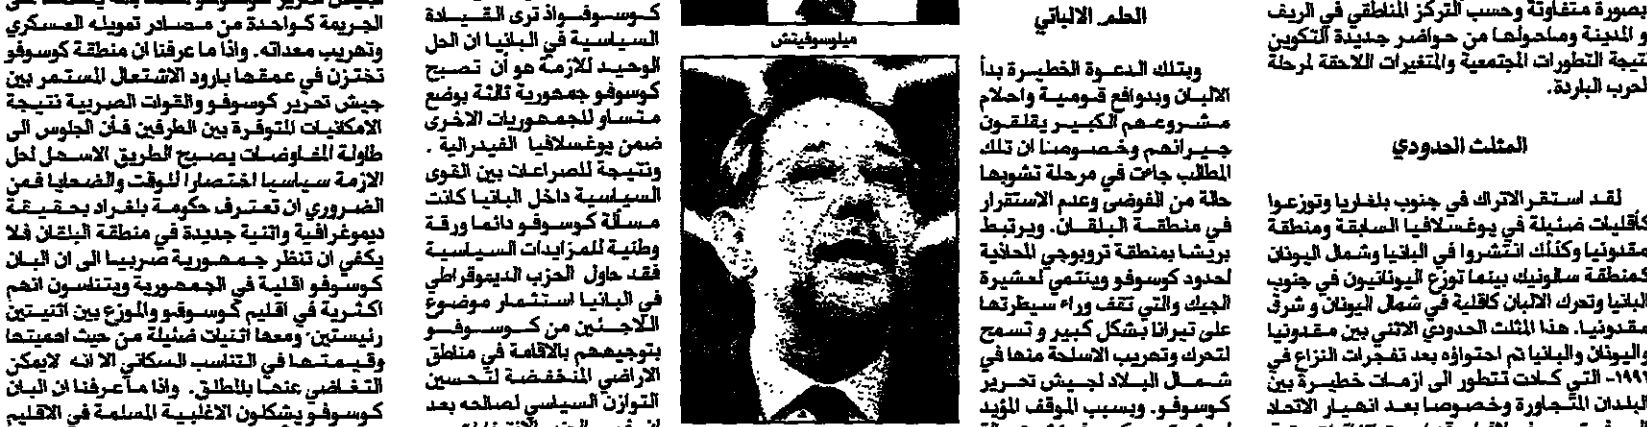 بصورة متفاوتة وحسب التركز المناطقي في الريف
و المدينة وماحولها من حواضر جديدة التكوين
نتيجة التطورات المجتمعية والمتغيرات اللاحقة لمرحلة
لحرب الباردة.
المثلث الحدودي
لقد استقر الاتراك في جنوب بلغاريا وتوزعوا
كأقليات ضئيلة في يوغسلافيا السابقة ومنطقة
مقدونيا وكذلك انتشروا في البانيا وشمال اليونان
كمنطقة سالونيك بينما توزع اليونانيون في جنوب
البانيا وتحرك الالبان كاقلية في شمال اليونان و شرق
مقدونيا. هذا المثلث الحدودي الاثني بين مقدونيا
واليونان والبانيا تم احتواؤه بعد تفجرات النزاع في
١٩٩١- التي كادت تتطور الى ازمات خطيرة بين
البلدان المتجاورة وخصوصا بعد انهيار الاتحاد
الحلم الالباني
وبتلك الدعوة الخطيرة بدأ
الالبان وبدوافع قومية واحلام
مشروعهم الكبير يقلقون
جيرانهم وخصوصا ان تلك
المطالب جاءت في مرحلة تشوبها
حالة من الفوضى وعدم الاستقرار
في منطقة البلقان. ويرتبط
بريشا بمنطقة تروبوجي المحاذية
لحدود كوسوفو وينتمي لعشيرة
الجيك والتي تقف وراء سيطرتها
على تيرانا بشكل كبير و تسمح
لتحرك وتهريب الاسلحة منها في
شمال البلاد لجيش تحرير
كوسوفو. وبسبب الموقف المؤيد
ميلوسوفيتش
كوسوفو واذ ترى القيادة
السياسية في البانيا ان الحل
الوحيد للازمة هو أن تصبح
كوسوفو جمهورية ثالثة بوضع
متساو للجمهوريات الاخرى
ضمن يوغسلافيا الفيدرالية .
ونتيجة للصراعات بين القوى
السياسية داخل البانيا كانت
مسألة كوسوفو دائما ورقة
وطنية للمزايدات السياسية
فقد حاول الحزب الديموقراطي
في البانيا استثمار موضوع
اللاجئين من كوسوفو
بتوجيههم بالاقامة في مناطق
الاراضي المنخفضة لتحسين
التوازن السياسي لصالحه بعد
الجريمة كواحدة من مصادر تمويله العسكري
وتهريب معداته. واذا ما عرفنا ان منطقة كوسوفو
تختزن في عمقها بارود الاشتعال المستمر بين
جيش تحرير كوسوفو والقوات الصربية نتيجة
الامكانيات المتوفرة بين الطرفين فأن الجلوس الى
طاولة المفاوضات يصبح الطريق الاسهل لحل
الازمة سياسيا اختصارا للوقت والضحايا فمن
الضروري ان تعترف حكومة بلغراد بحقيقة
ديموغرافية واثنية جديدة في منطقة البلقان فلا
يكفي ان تنظر جمهورية صربيا الى ان البان
كوسوفو اقلية في الجمهورية ويتناسون انهم
اكثرية في اقليم كوسوفو والموزع بين اثنيتين
رئيستين، ومعها اثنيات ضئيلة من حيث اهميتها
وقيمتها في التناسب السكاني الا انه لايمكن
التغاضي عنها بالمطلق. واذا ما عرفنا ان البان
كوسوفو يشكلون الاغلبية المسلمة في الاقليم